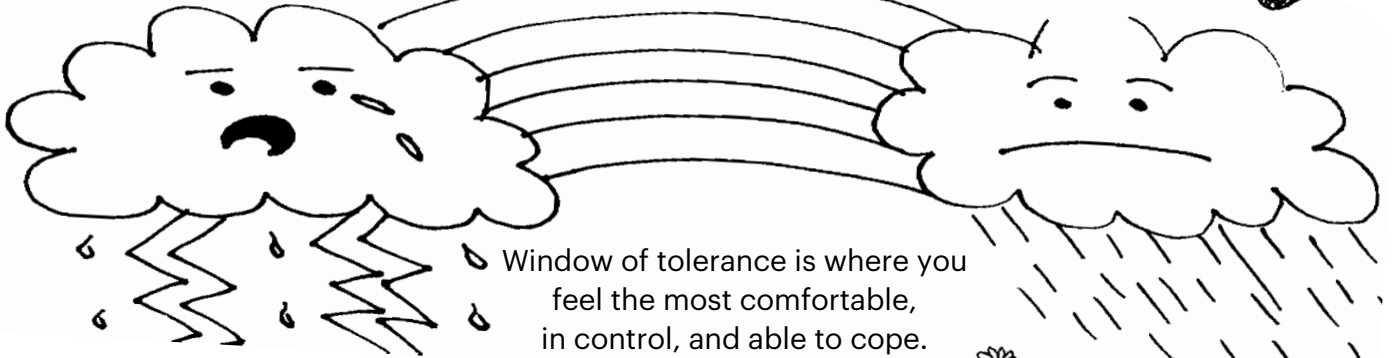 Window of tolerance is where you
feel the most comfortable,
in control, and able to cope.